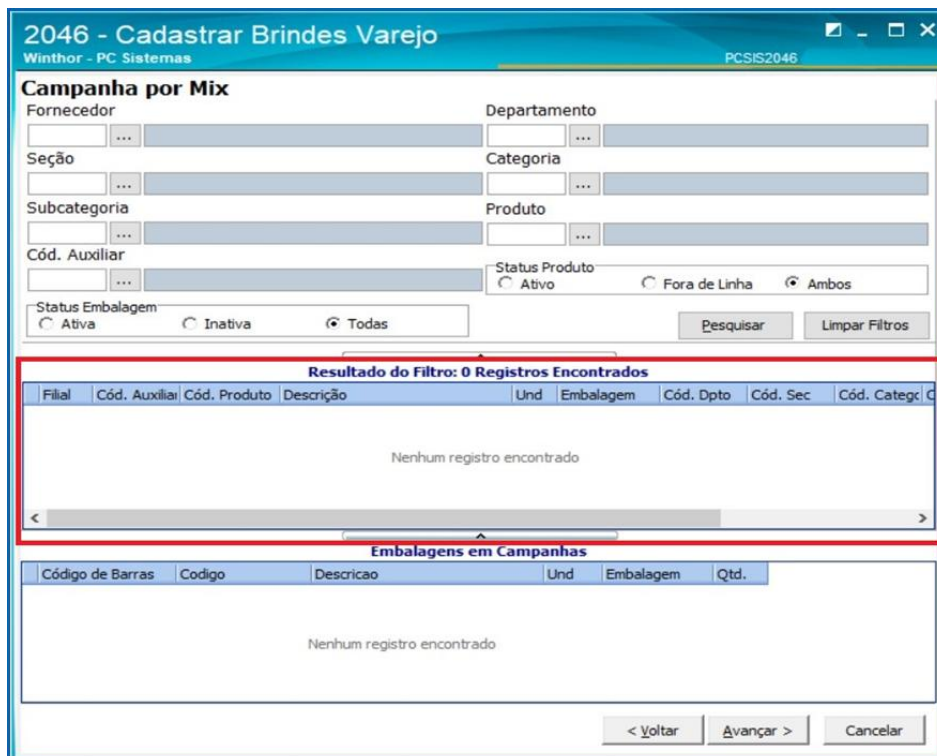 2046 - Cadastrar Brindes Varejo
Winthor - PC Sistemas
PCSIS2046
Campanha por Mix
Fornecedor
Departamento
...
...
Seção
Categoria
...
...
Subcategoria
Produto
...
...
Cód. Auxiliar
...
Status Produto
Ativo
Fora de Linha
Ambos
Status Embalagem
Ativa
Inativa
Todas
Pesquisar
Limpar Filtros
Resultado do Filtro: 0 Registros Encontrados
Filial Cód. Auxiliar Cód. Produto Descrição Und Embalagem Cód. Dpto Cód. Sec Cód. Catego C
Nenhum registro encontrado
Embalagens em Campanhas
Código de Barras Codigo Descricao Und Embalagem Qtd.
Nenhum registro encontrado
< Voltar
Avançar >
Cancelar